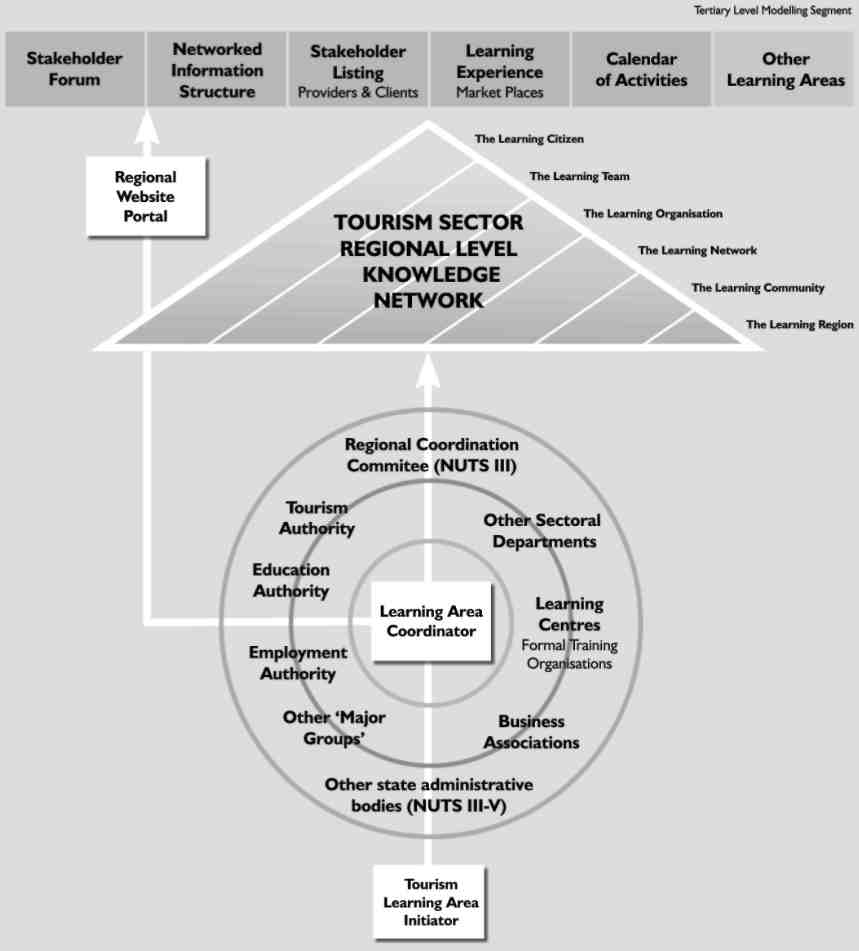 Tertiary Level Modelling Segment
Stakeholder
Forum
Networked
Information
Structure
Stakeholder
Listing
Providers & Clients
Learning
Experience
Market Places
Calendar
of Activities
Other
Learning Areas
The Learning Citizen
The Learning Team
The Learning Organisation
The Learning Network
The Learning Community
The Learning Region
Regional
Website
Portal
TOURISM SECTOR
REGIONAL LEVEL
KNOWLEDGE
NETWORK
Regional Coordination
Commitee (NUTS III)
Tourism
Authority
Other Sectoral
Departments
Education
Authority
Learning Area
Coordinator
Learning
Centres
Formal Training
Organisations
Employment
Authority
Other ‘Major
Groups’
Business
Associations
Other state administrative
bodies (NUTS III-V)
Tourism
Learning Area
Initiator